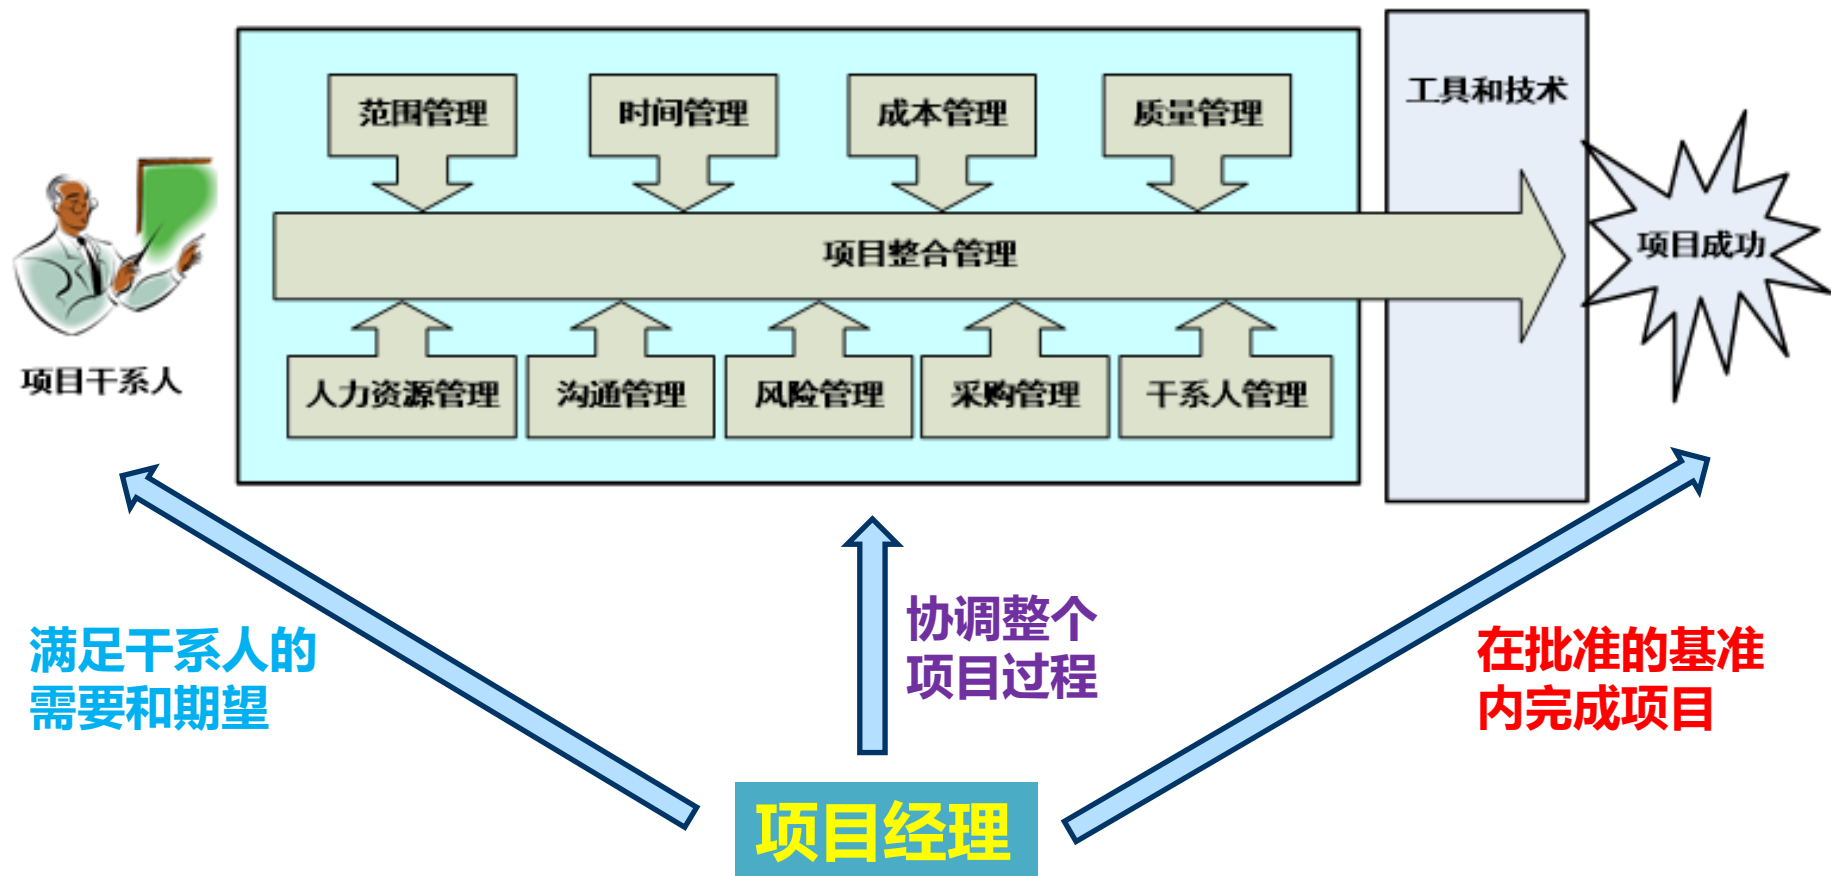 工具和技术
范围管理
时间管理
成本管理
质量管理
项目整合管理
项目成功
项目干系人
人力资源管理
沟通管理
风险管理
采购管理
干系人管理
满足干系人的
需要和期望
协调整个
项目过程
在批准的基准
内完成项目
项目经理